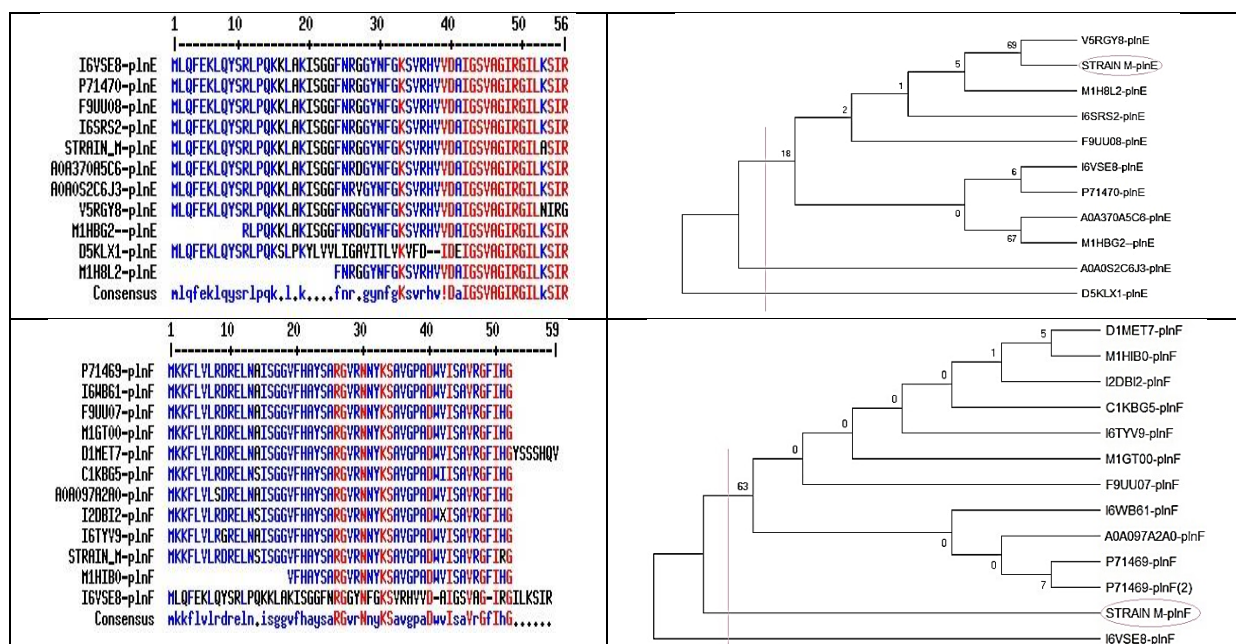 1 10 20 30 40 50 56
|---------+---------+---------+---------+---------+-----|
I6VSE8-plnE MLQFEKLQYSRLPQKKLAKISGGFNRGGYNFGKSVRHVVDAIGSVAGIRGILKSIR
P71470-plnE MLQFEKLQYSRLPQKKLAKISGGFNRGGYNFGKSVRHVVDAIGSVAGIRGILKSIR
F9UU08-plnE MLQFEKLQYSRLPQKKLAKISGGFNRGGYNFGKSVRHVVDAIGSVAGIRGILKSIR
I6SRS2-plnE MLQFEKLQYSRLPQKKLAKISGGFNRGGYNFGKSVRHVVDAIGSVAGIRGILKSIR
STRAIN_M-plnE MLQFEKLQYSRLPQKKLAKISGGFNRGGYNFGKSVRHVVDAIGSVAGIRGILASIR
A0A370A5C6-plnE MLQFEKLQYSRLPQKKLAKISGGFNRDGYNFGKSVRHVVDAIGSVAGIRGILKSIR
A0A0S2C6J3-plnE MLQFEKLQYSRLPQKKLAKISGGFNRVGYNFGKSVRHVVDAIGSVAGIRGILKSIR
V5RGY8-plnE MLQFEKLQYSRLPQKKLAKISGGFNRGGYNFGKSVRHVVDAIGSVAGIRGILNIRG
M1HBG2--plnE RLPQKKLAKISGGFNRDGYNFGKSVRHVVDAIGSVAGIRGILKSIR
D5KLX1-plnE MLQFEKLQYSRLPQKSLPKYLVVLIGAVITLVKVFD--IDEIGSVAGIRGILKSIR
M1H8L2-plnE FNRGGYNFGKSVRHVVDAIGSVAGIRGILKSIR
Consensus mlqfeklqysrlpqk.l.k....fnr.gynfgKsvrhv!DaIGSVAGIRGILkSIR
V5RGY8-plnE
69
STRAIN M-plnE
5
M1H8L2-plnE
1
I6SRS2-plnE
2
F9UU08-plnE
18
I6VSE8-plnE
6
P71470-plnE
0
A0A370A5C6-plnE
67
M1HBG2--plnE
A0A0S2C6J3-plnE
D5KLX1-plnE
1 10 20 30 40 50 59
|---------+---------+---------+---------+---------+--------|
P71469-plnF MKKFLVLRDRELNAISGGVFHAYSARGVRNNYKSAVGPADWVISAVRGFIHG
I6WB61-plnF MKKFLVLRDRELNAISGGVFHAYSARGVRNNYKSAVGPADWVISAVRGFIHG
F9UU07-plnF MKKFLVLRDRELNAISGGVFHAYSARGVRNNYKSAVGPADWVISAVRGFIHG
M1GT00-plnF MKKFLVLRDRELNAISGGVFHAYSARGVRNNYKSAVGPADWVISAVRGFIHG
D1MET7-plnF MKKFLVLRDRELNAISGGVFHAYSARGVRNNYKSAVGPADWVISAVRGFIHGYSSSHQV
C1KBG5-plnF MKKFLVLRDRELNSISGGVFHAYSARGVRNNYKSAVGPADWIISAVRGFIHG
A0A097A2A0-plnF MKKFLVLSDRELNAISGGVFHAYSARGVRNNYKSAVGPADWVISAVRGFIHG
I2DBI2-plnF MKKFLVLRDRELNSISGGVFHAYSARGVRNNYKSAVGPADWXISAVRGFIHG
I6TYV9-plnF MKKFLVLRGRELNAISGGVFHAYSARGVRNNYKSAVGPADWVISAVRGFIHG
STRAIN_M-plnF MKKFLVLRDRELNSISGGVFHAYSARGVRNNYKSAVGPADWVISAVRGFIRG
M1HIB0-plnF VFHAYSARGVRNNYKSAVGPADWVISAVRGFIHG
I6VSE8-plnF MLQFEKLQYSRLPQKKLAKISGGFNRGGYNFGKSVRHVVD-AIGSVAG-IRGILKSIR
Consensus mkkflvlrdreln.isggvfhaysaRGvrNnyKSavgpaDwvIsaVrGfIhG......
D1MET7-plnF
5
M1HIB0-plnF
1
I2DBI2-plnF
0
C1KBG5-plnF
0
I6TYV9-plnF
0
M1GT00-plnF
0
F9UU07-plnF
63
I6WB61-plnF
0
A0A097A2A0-plnF
0
P71469-plnF
7
P71469-plnF(2)
STRAIN M-plnF
I6VSE8-plnF